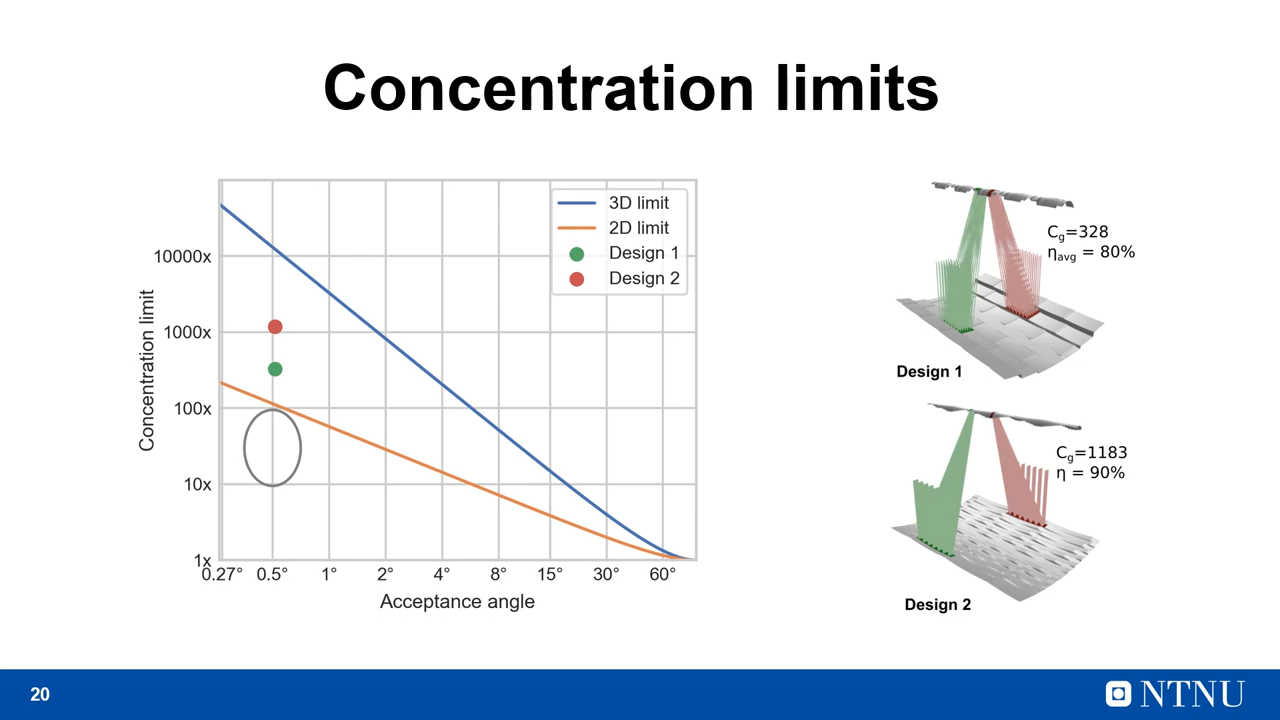 Concentration limits
Concentration limit
10000x
1000x
100x
10x
1x
0.27°
0.5°
1°
2°
4°
8°
15°
30°
60°
Acceptance angle
3D limit
2D limit
Design 1
Design 2
Cg=328
ηavg = 80%
Design 1
Cg=1183
η = 90%
Design 2
20
NTNU